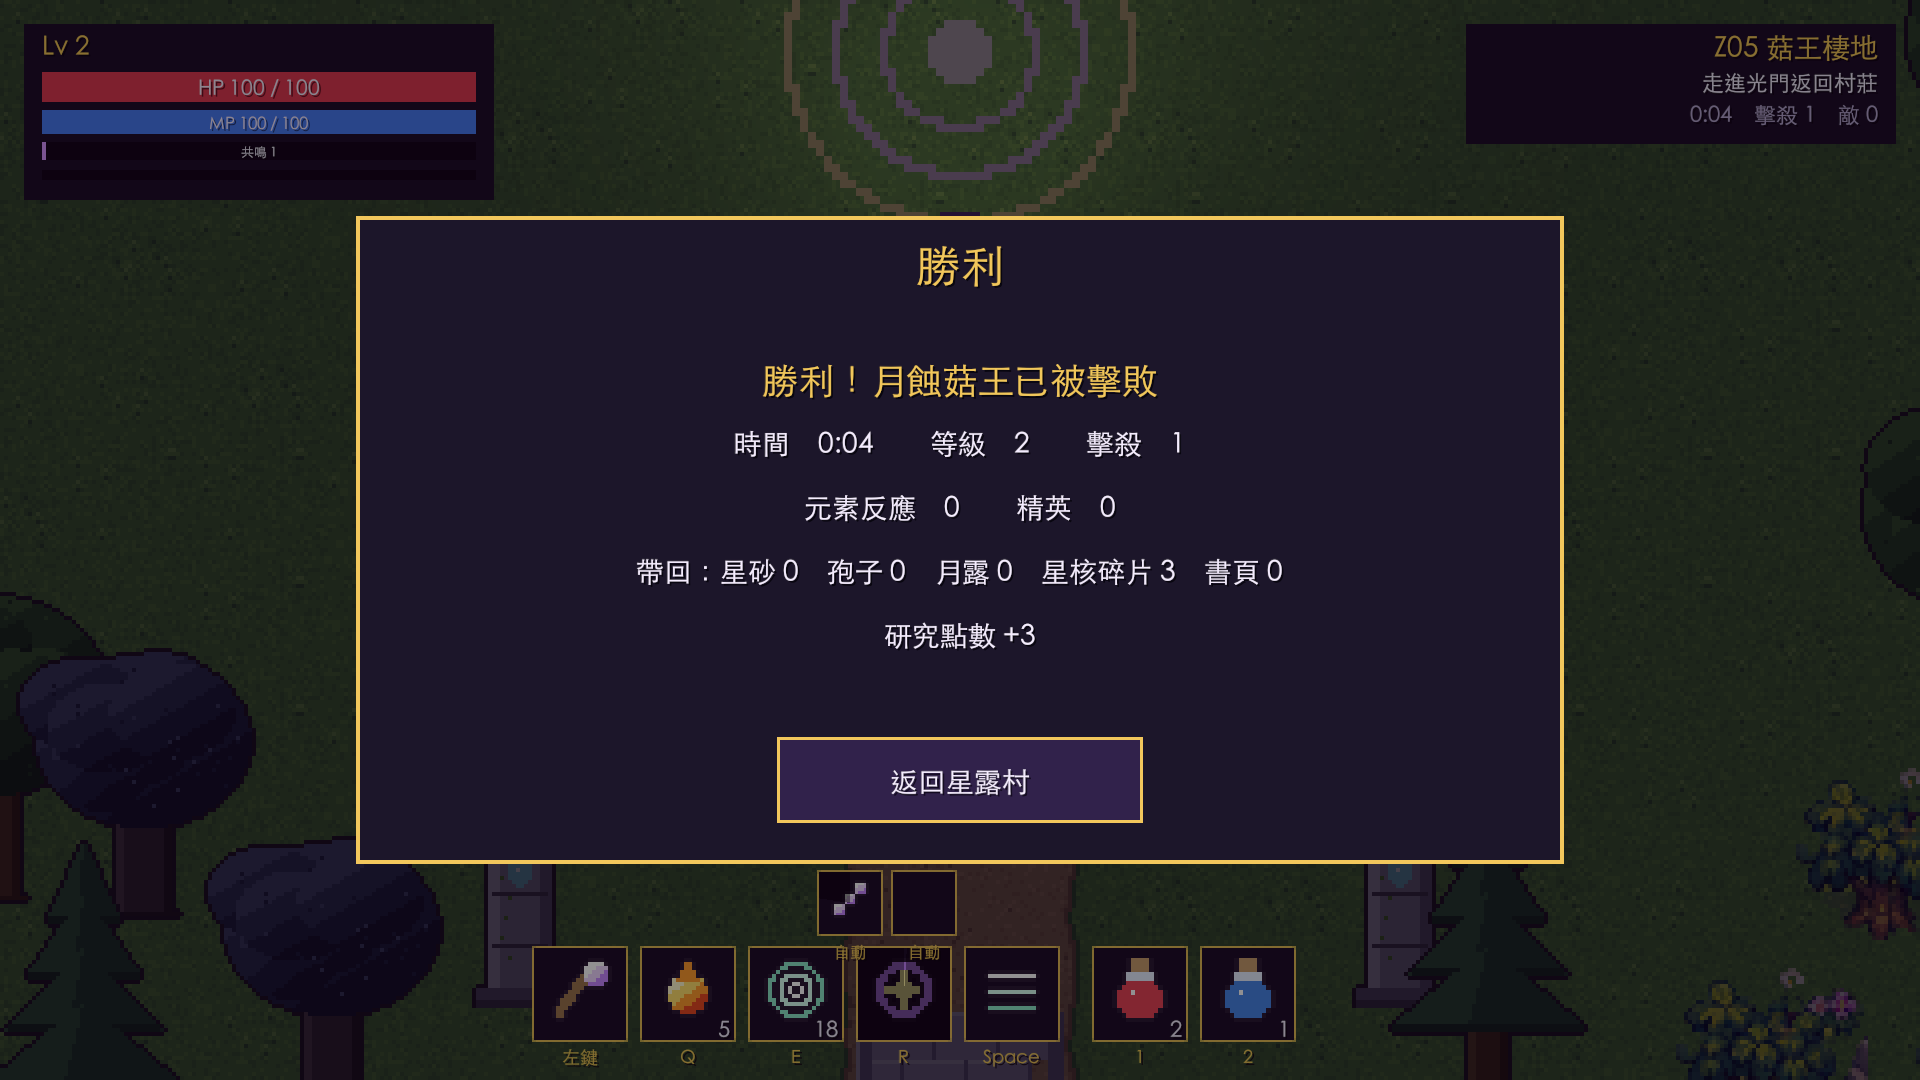 Lv 2
HP 100 / 100
MP 100 / 100
共鳴 1
Z05 菇王棲地
走進光門返回村莊
0:04 擊殺 1 敵 0
勝利
勝利！月蝕菇王已被擊敗
時間 0:04 等級 2 擊殺 1
元素反應 0 精英 0
帶回：星砂 0 孢子 0 月露 0 星核碎片 3 書頁 0
研究點數 +3
返回星露村
自動 自動
5 18 2 1
左鍵 Q E R Space 1 2